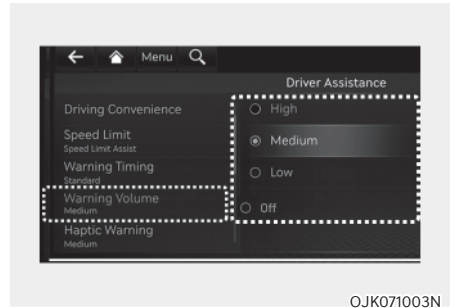 Menu
Driver Assistance
Driving Convenience
High
Speed Limit
Speed Limit Assist
Medium
Warning Timing
Standard
Low
Warning Volume
Medium
Off
Haptic Warning
Medium
OJK071003N